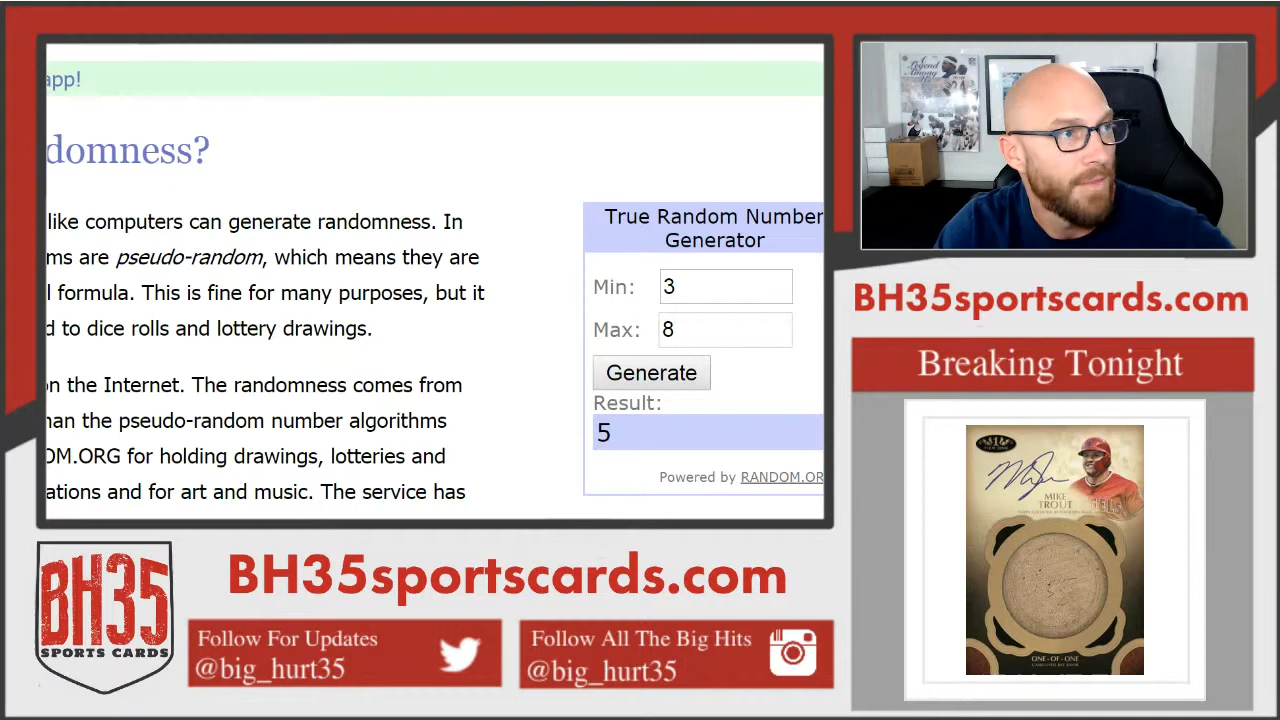 app!
domness?
like computers can generate randomness. In
ms are pseudo-random, which means they are
l formula. This is fine for many purposes, but it
d to dice rolls and lottery drawings.
on the Internet. The randomness comes from
han the pseudo-random number algorithms
OM.ORG for holding drawings, lotteries and
ations and for art and music. The service has
True Random Number
Generator
Min: 3
Max: 8
Generate
Result:
5
Powered by RANDOM.OR
a Legend
Among
BH35sportscards.com
Breaking Tonight
MIKE
TROUT
ONE-OF-ONE
BH35
SPORTS CARDS
BH35sportscards.com
Follow For Updates
@big_hurt35
Follow All The Big Hits
@big_hurt35